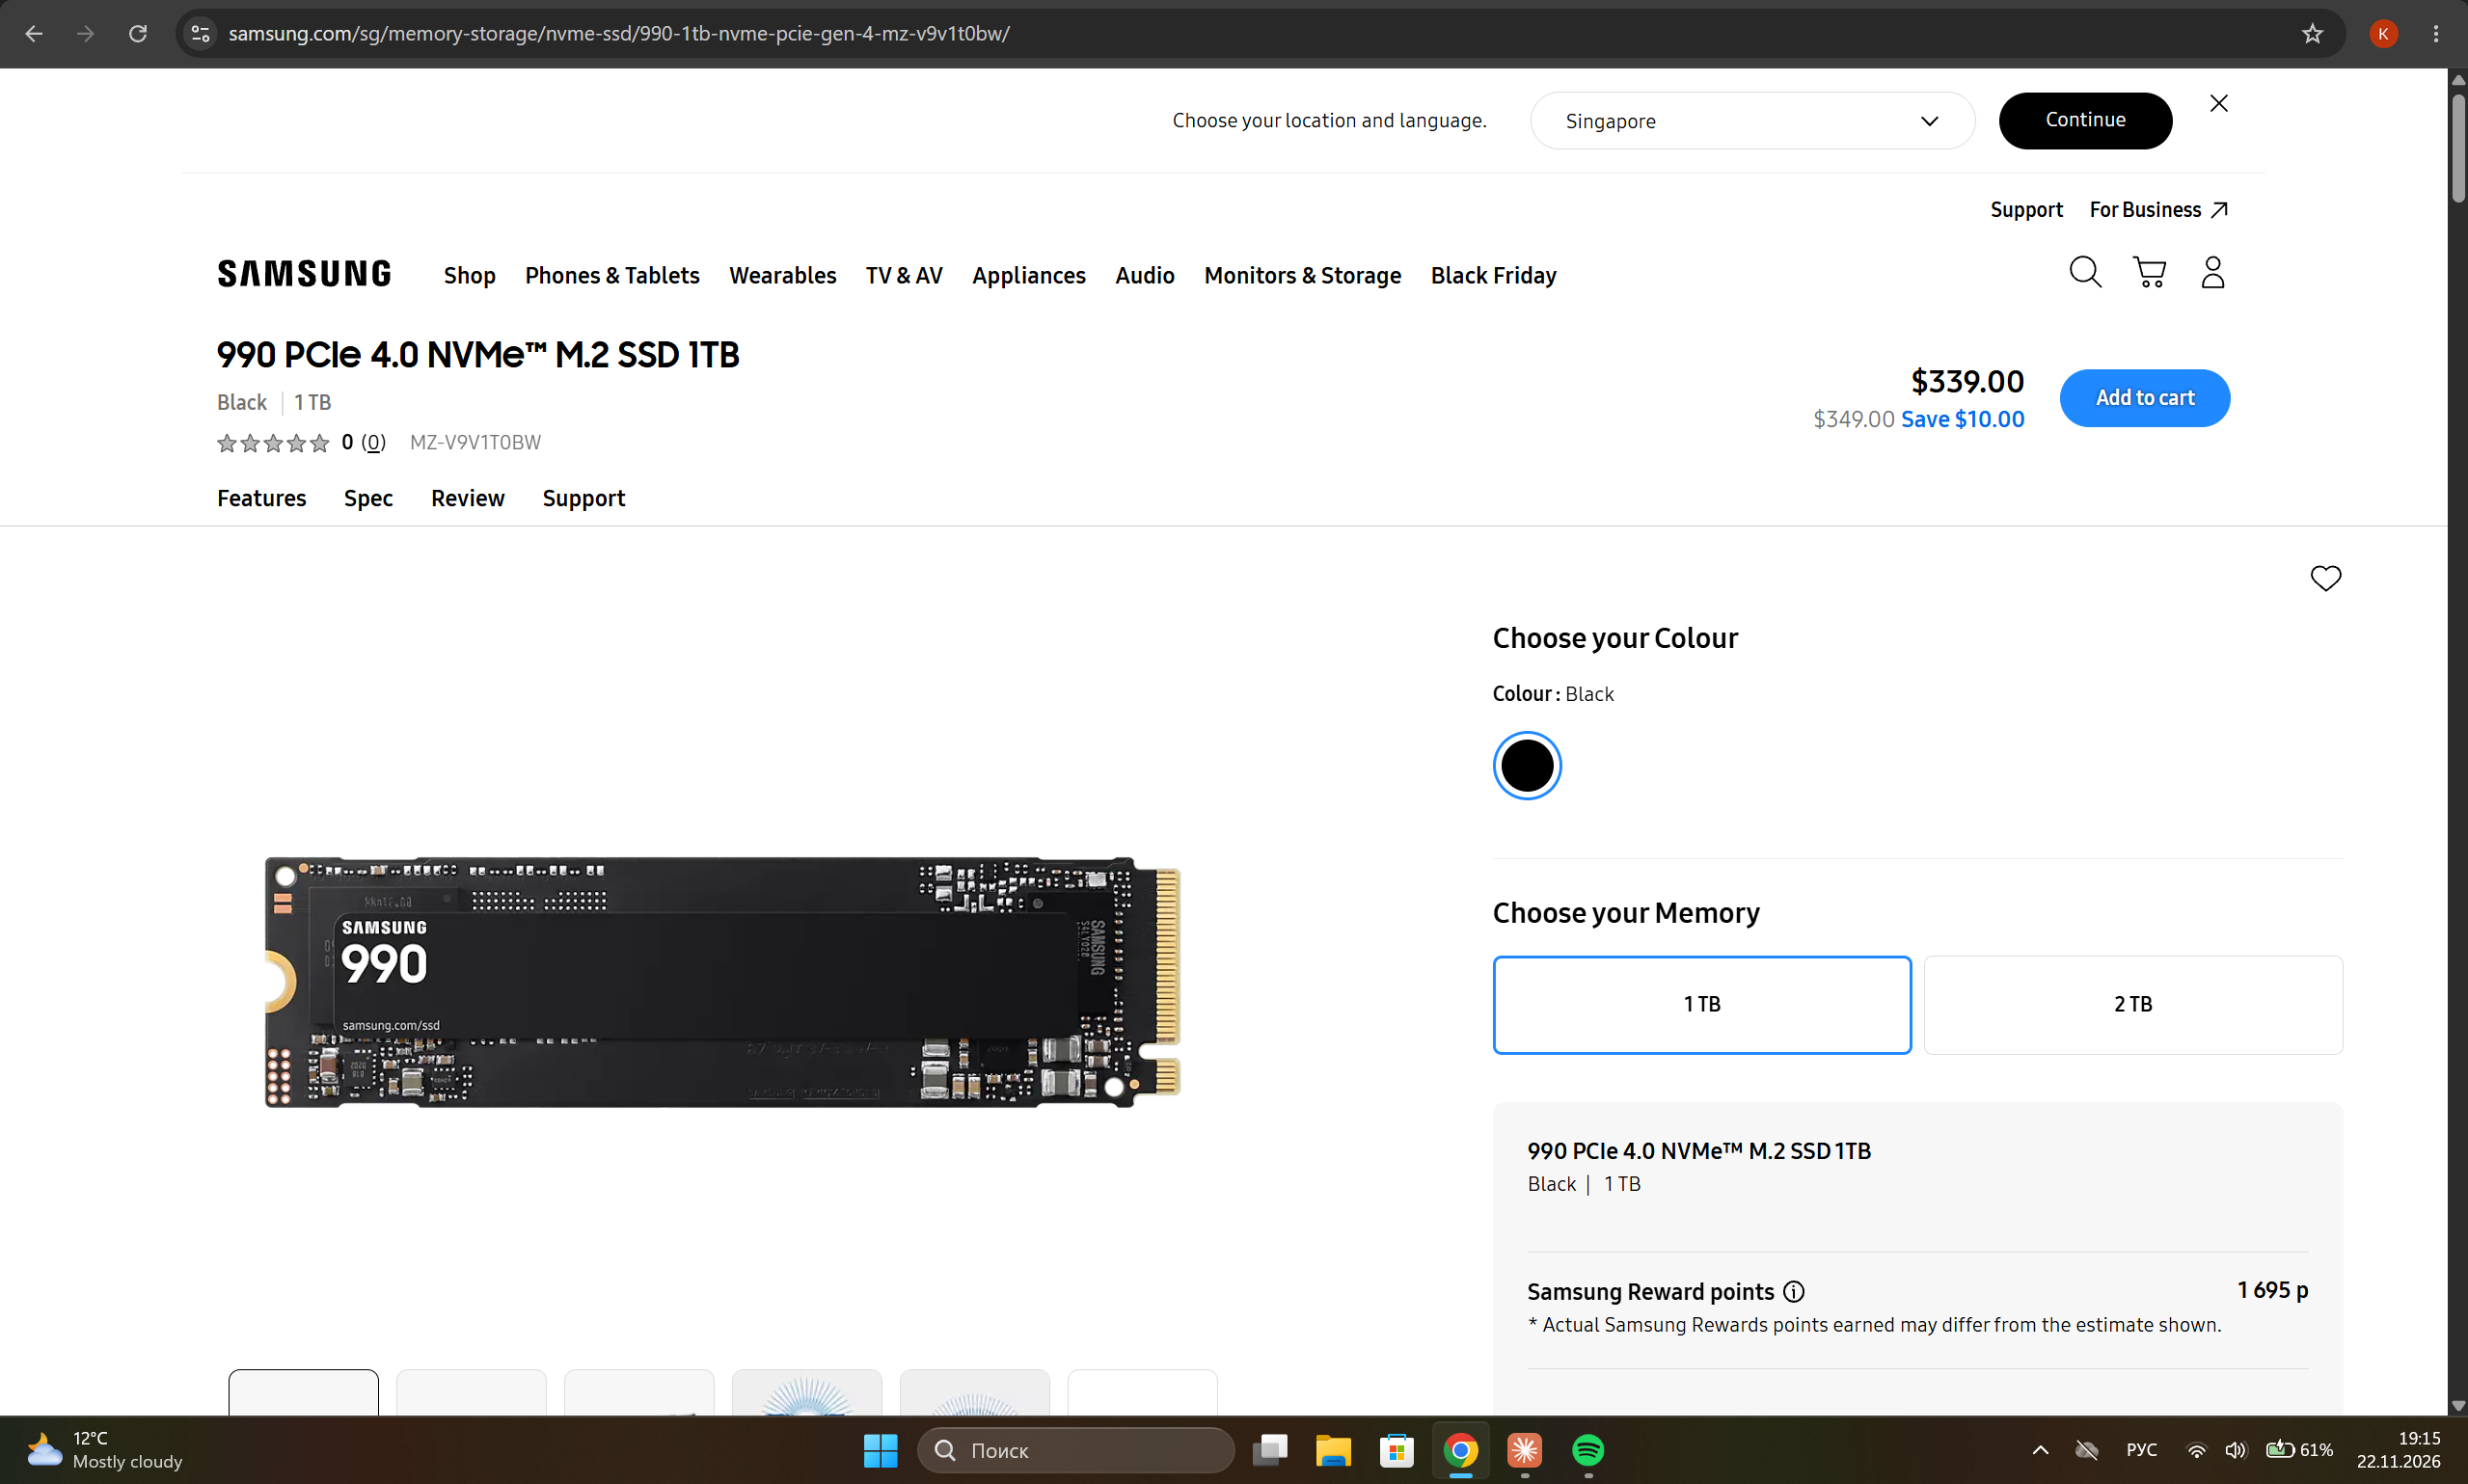 samsung.com/sg/memory-storage/nvme-ssd/990-1tb-nvme-pcie-gen-4-mz-v9v1t0bw/
K
Choose your location and language.
Singapore
Continue
Support
For Business
SAMSUNG
Shop
Phones & Tablets
Wearables
TV & AV
Appliances
Audio
Monitors & Storage
Black Friday
990 PCIe 4.0 NVMe™ M.2 SSD 1TB
Black
1 TB
0 (0)
MZ-V9V1T0BW
$339.00
$349.00 Save $10.00
Add to cart
Features
Spec
Review
Support
SAMSUNG
990
samsung.com/ssd
SAMSUNG
Choose your Colour
Colour : Black
Choose your Memory
1 TB
2 TB
990 PCIe 4.0 NVMe™ M.2 SSD 1TB
Black | 1 TB
Samsung Reward points
1 695 p
* Actual Samsung Rewards points earned may differ from the estimate shown.
12°C
Mostly cloudy
Поиск
РУС
61%
19:15
22.11.2026